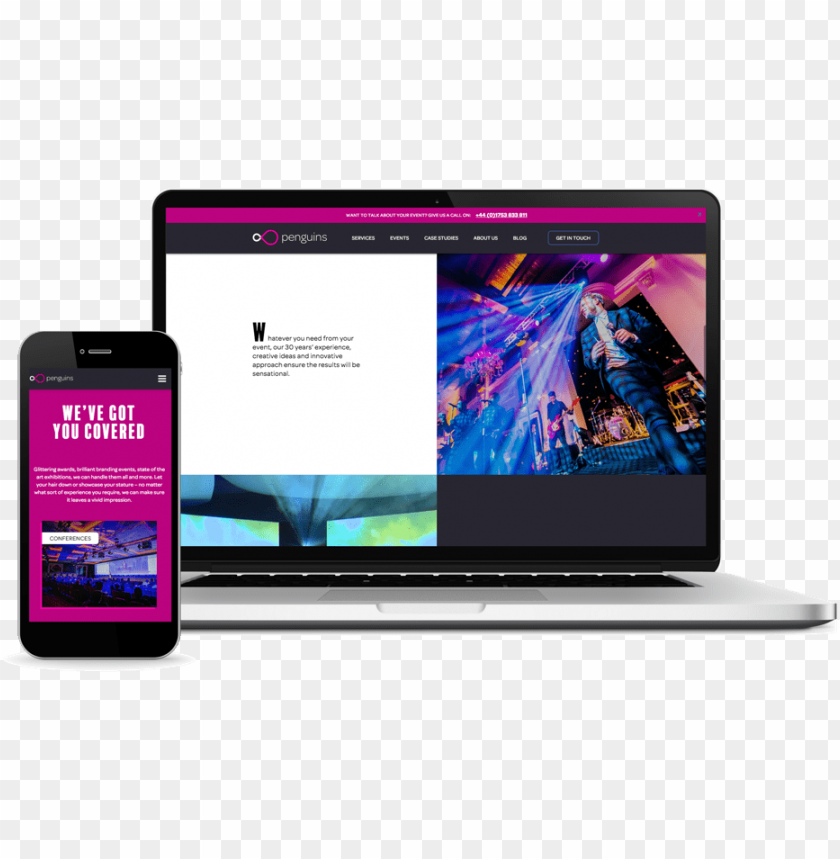 WANT TO TALK ABOUT YOUR EVENT? GIVE US A CALL ON: +44 (0)1753 833 811
penguins SERVICES EVENTS CASE STUDIES ABOUT US BLOG GET IN TOUCH
Whatever you need from your
event, our 30 years' experience,
creative ideas and innovative
approach ensure the results will be
sensational.
penguins
WE'VE GOT
YOU COVERED
Glittering awards, brilliant branding events, state of the
art exhibitions, we can handle them all and more. Let
your hair down or showcase your stature – no matter
what sort of experience you require, we can make sure
it leaves a vivid impression.
CONFERENCES